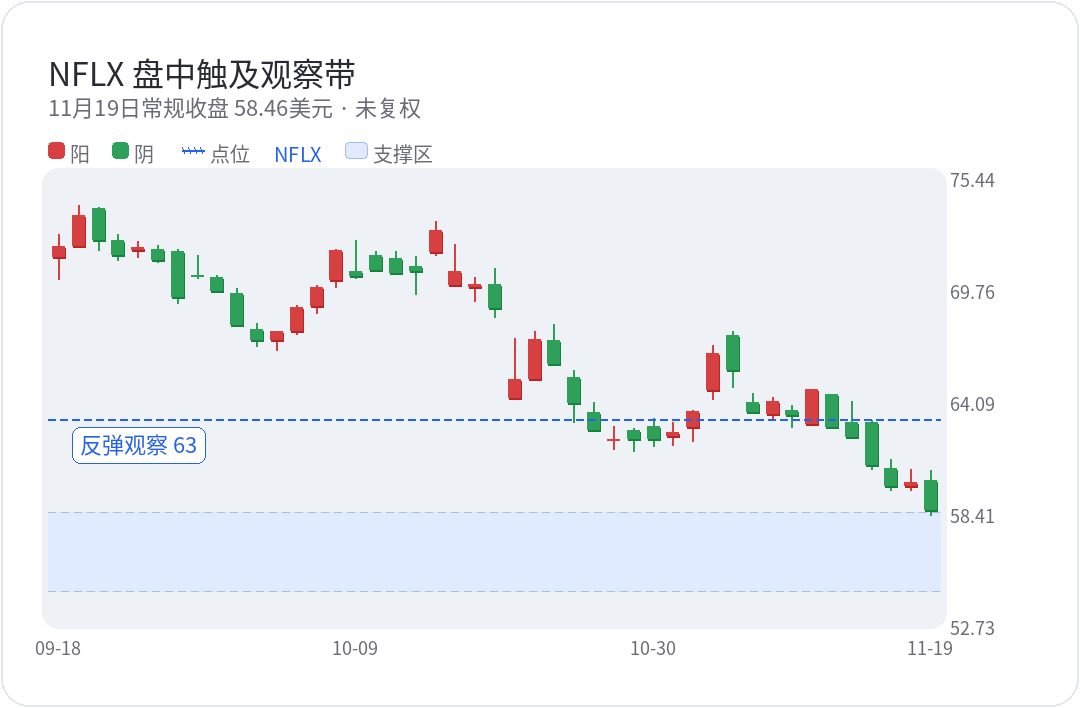 NFLX 盘中触及观察带
11月19日常规收盘 58.46美元 · 未复权
阳 阴 点位 NFLX 支撑区
75.44
69.76
64.09
反弹观察 63
58.41
52.73
09-18 10-09 10-30 11-19